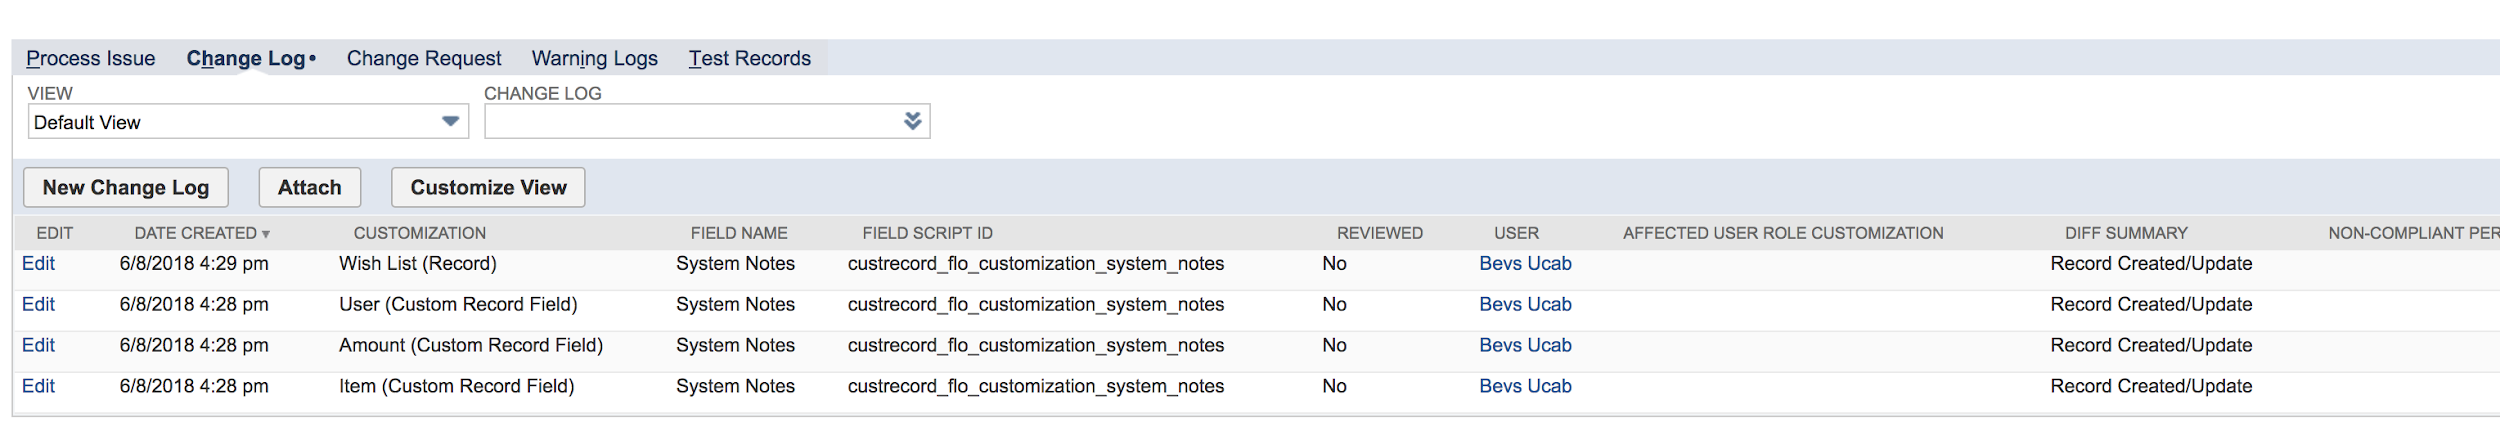 Process Issue Change Log• Change Request Warning Logs Test Records
VIEW CHANGE LOG
Default View
New Change Log Attach Customize View
EDIT DATE CREATED ▼ CUSTOMIZATION FIELD NAME FIELD SCRIPT ID REVIEWED USER AFFECTED USER ROLE CUSTOMIZATION DIFF SUMMARY NON-COMPLIANT PER
Edit 6/8/2018 4:29 pm Wish List (Record) System Notes custrecord_flo_customization_system_notes No Bevs Ucab Record Created/Update
Edit 6/8/2018 4:28 pm User (Custom Record Field) System Notes custrecord_flo_customization_system_notes No Bevs Ucab Record Created/Update
Edit 6/8/2018 4:28 pm Amount (Custom Record Field) System Notes custrecord_flo_customization_system_notes No Bevs Ucab Record Created/Update
Edit 6/8/2018 4:28 pm Item (Custom Record Field) System Notes custrecord_flo_customization_system_notes No Bevs Ucab Record Created/Update